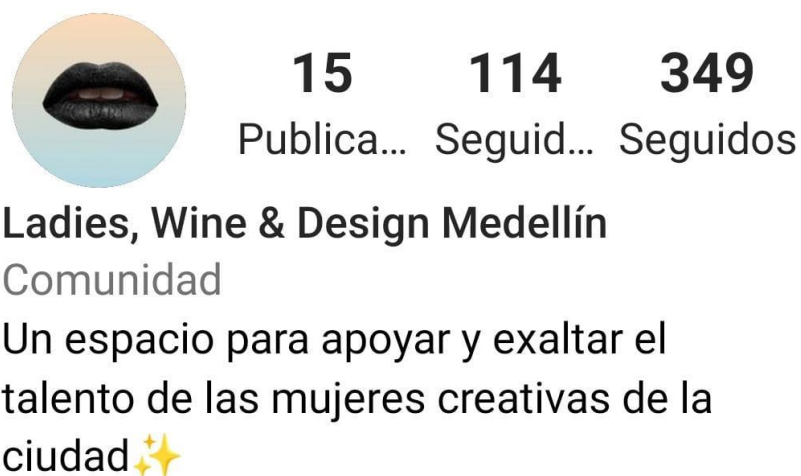 15 114 349
Publica... Seguid... Seguidos
Ladies, Wine & Design Medellín
Comunidad
Un espacio para apoyar y exaltar el
talento de las mujeres creativas de la
ciudad✨